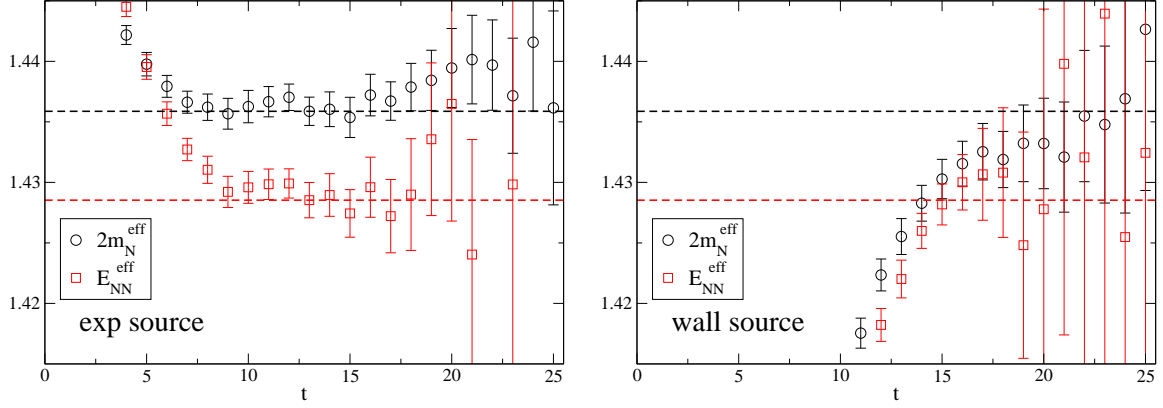 1.44
1.43
1.42
2m_N^eff
E_NN^eff
exp source
0 5 10 15 20 25
t
1.44
1.43
1.42
2m_N^eff
E_NN^eff
wall source
0 5 10 15 20 25
t